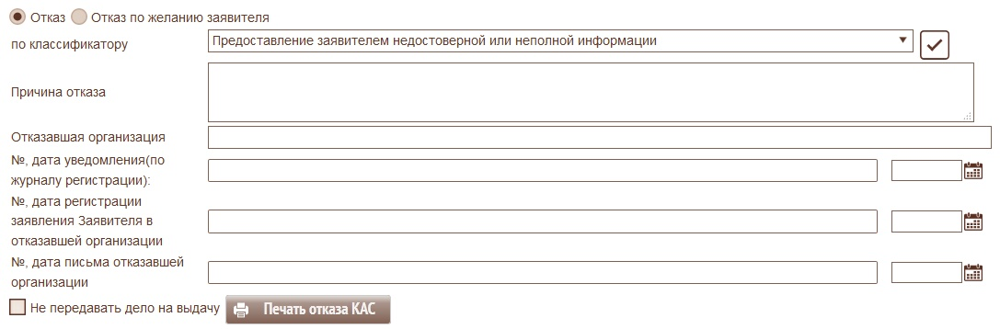 Отказ Отказ по желанию заявителя
по классификатору Предоставление заявителем недостоверной или неполной информации
Причина отказа
Отказавшая организация
№, дата уведомления(по
журналу регистрации):
№, дата регистрации
заявления Заявителя в
отказавшей организации
№, дата письма отказавшей
организации
Не передавать дело на выдачу Печать отказа КАС